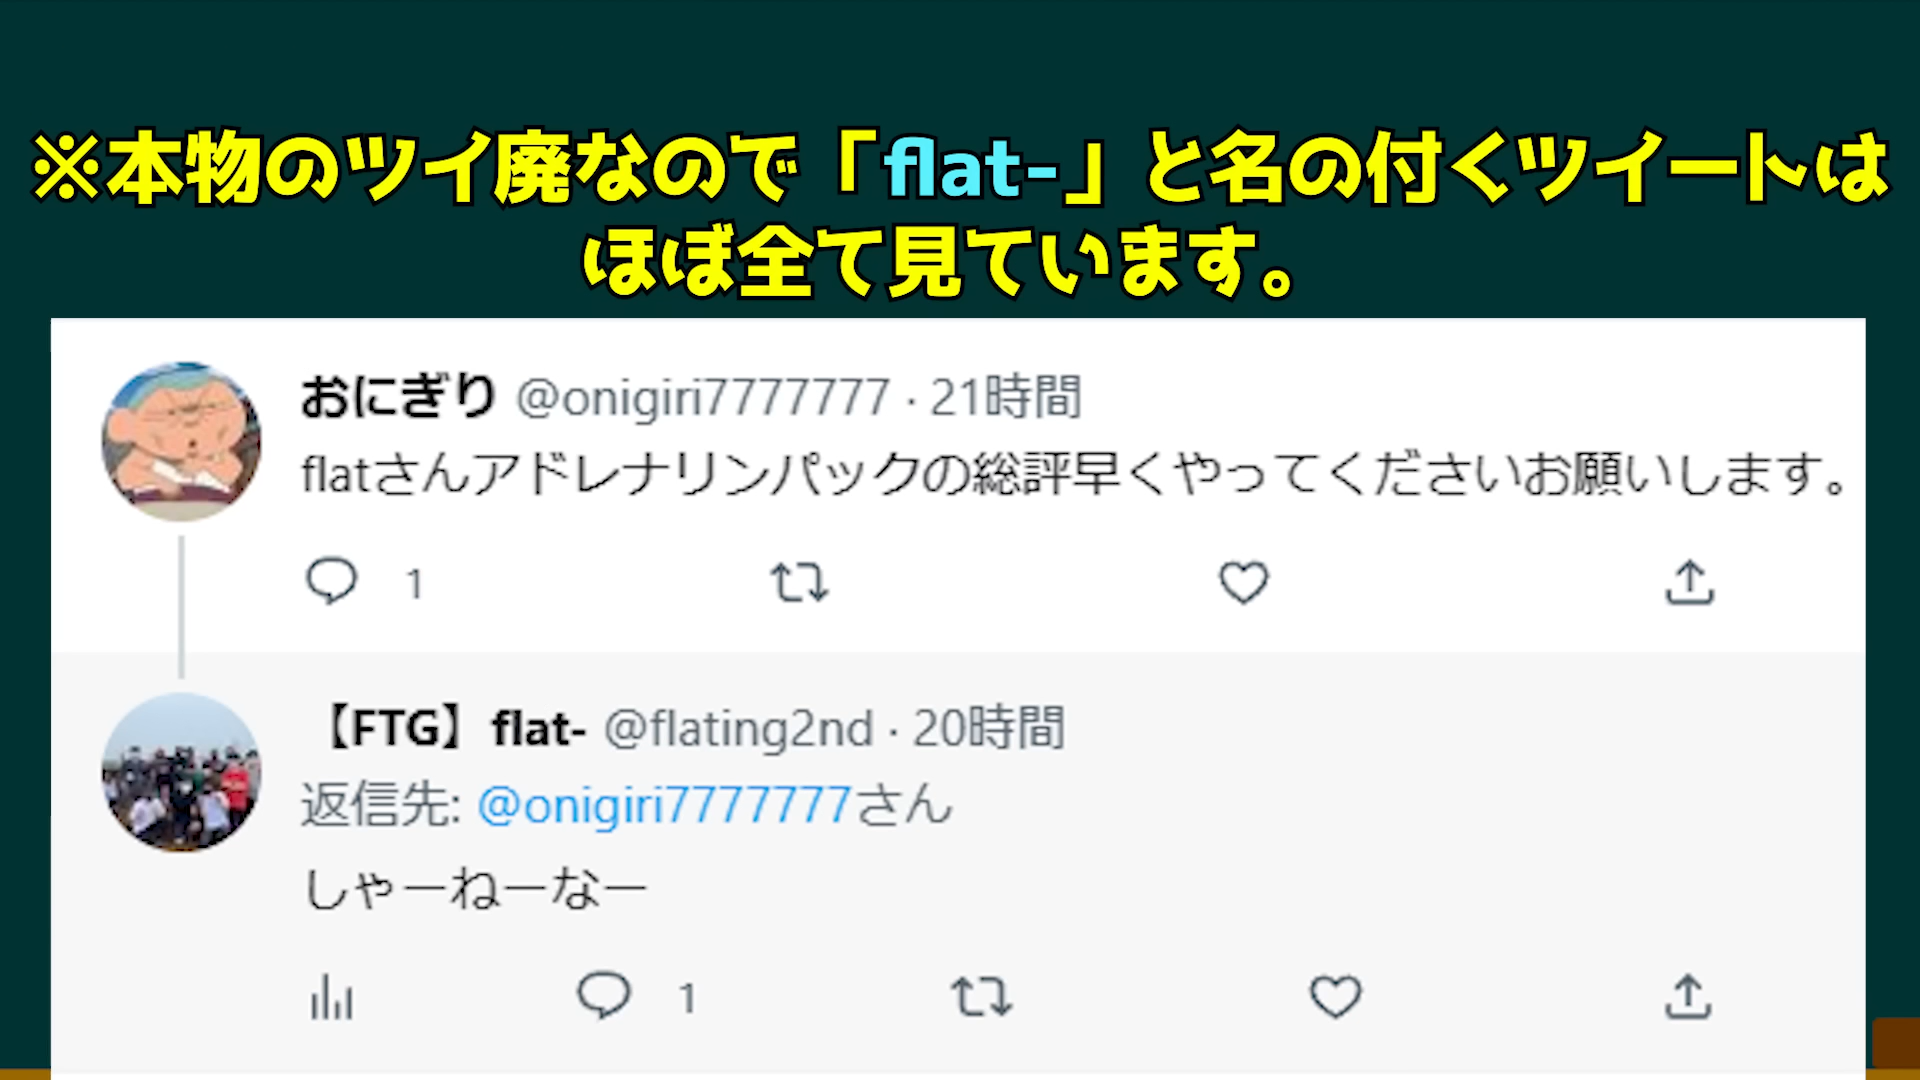 ※本物のツイ廃なので「flat-」と名の付くツイートは
ほぼ全て見ています。
おにぎり @onigiri7777777 · 21時間
flatさんアドレナリンパックの総評早くやってくださいお願いします。
1
【FTG】flat- @flating2nd · 20時間
返信先: @onigiri7777777さん
しゃーねーなー
1